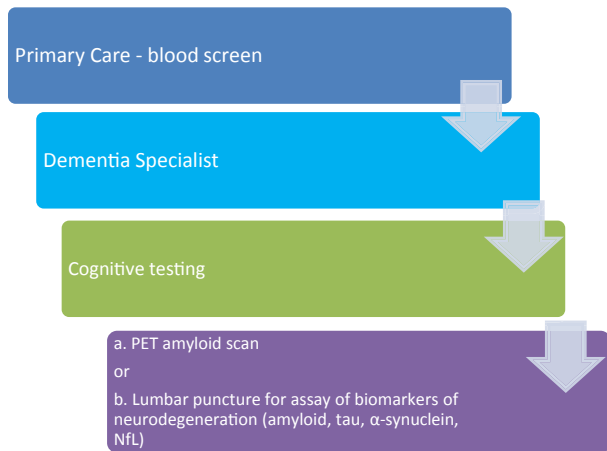 Primary Care - blood screen
Dementia Specialist
Cognitive testing
a. PET amyloid scan
or
b. Lumbar puncture for assay of biomarkers of
neurodegeneration (amyloid, tau, α-synuclein,
NfL)